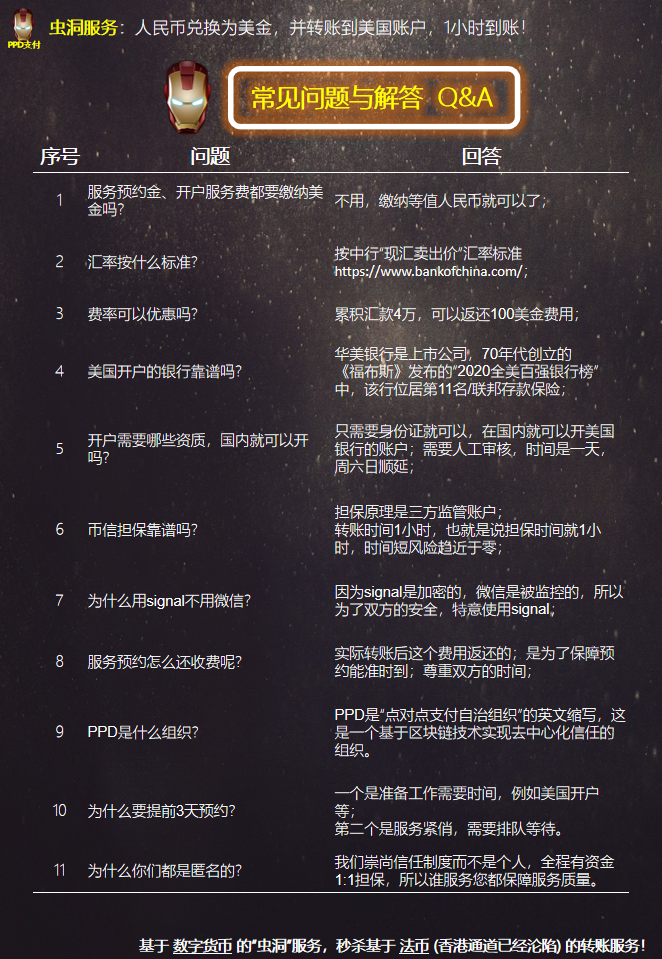 虫洞服务：人民币兑换为美金，并转账到美国账户，1小时到账！
PPD支付
常见问题与解答 Q&A
序号 问题 回答
1 服务预约金、开户服务费都要缴纳美金吗？ 不用，缴纳等值人民币就可以了；
2 汇率按什么标准？ 按中行“现汇卖出价”汇率标准
https://www.bankofchina.com/；
3 费率可以优惠吗？ 累积汇款4万，可以返还100美金费用；
4 美国开户的银行靠谱吗？ 华美银行是上市公司，70年代创立的
《福布斯》发布的“2020全美百强银行榜”
中，该行位居第11名/联邦存款保险；
5 开户需要哪些资质，国内就可以开吗？ 只需要身份证就可以，在国内就可以开美国
银行的账户；需要人工审核，时间是一天，
周六日顺延；
6 币信担保靠谱吗？ 担保原理是三方监管账户；
转账时间1小时，也就是说担保时间就1小
时，时间短风险趋近于零；
7 为什么用signal不用微信？ 因为signal是加密的，微信是被监控的，所以
为了双方的安全，特意使用signal；
8 服务预约怎么还收费呢？ 实际转账后这个费用返还的；是为了保障预
约能准时到；尊重双方的时间；
9 PPD是什么组织？ PPD是“点对点支付自治组织”的英文缩写，这
是一个基于区块链技术实现去中心化信任的
组织。
10 为什么要提前3天预约？ 一个是准备工作需要时间，例如美国开户
等；
第二个是服务紧俏，需要排队等待。
11 为什么你们都是匿名的？ 我们崇尚信任制度而不是个人，全程有资金
1:1担保，所以谁服务您都保障服务质量。
基于 数字货币 的“虫洞”服务，秒杀基于 法币 (香港通道已经沦陷) 的转账服务！